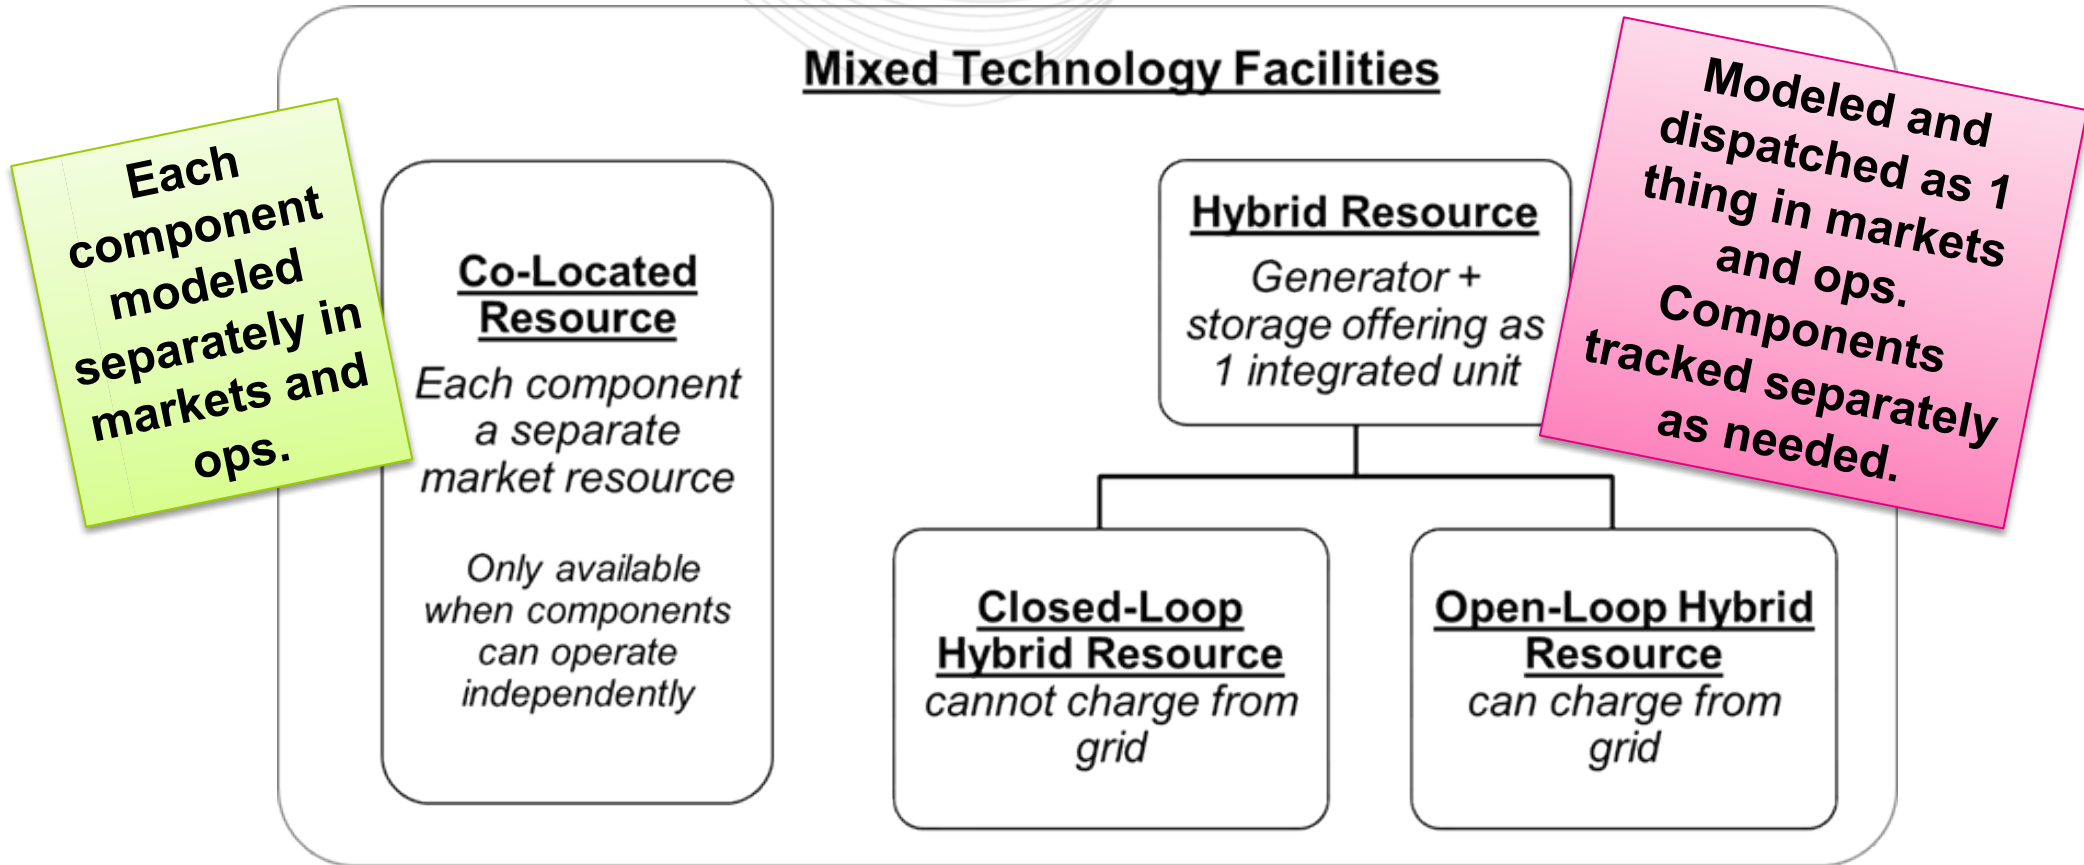 Mixed Technology Facilities
Each
component
modeled
separately in
markets and
ops.
Co-Located
Resource
Each component
a separate
market resource
Only available
when components
can operate
independently
Hybrid Resource
Generator +
storage offering as
1 integrated unit
Modeled and
dispatched as 1
thing in markets
and ops.
Components
tracked separately
as needed.
Closed-Loop
Hybrid Resource
cannot charge from
grid
Open-Loop Hybrid
Resource
can charge from
grid